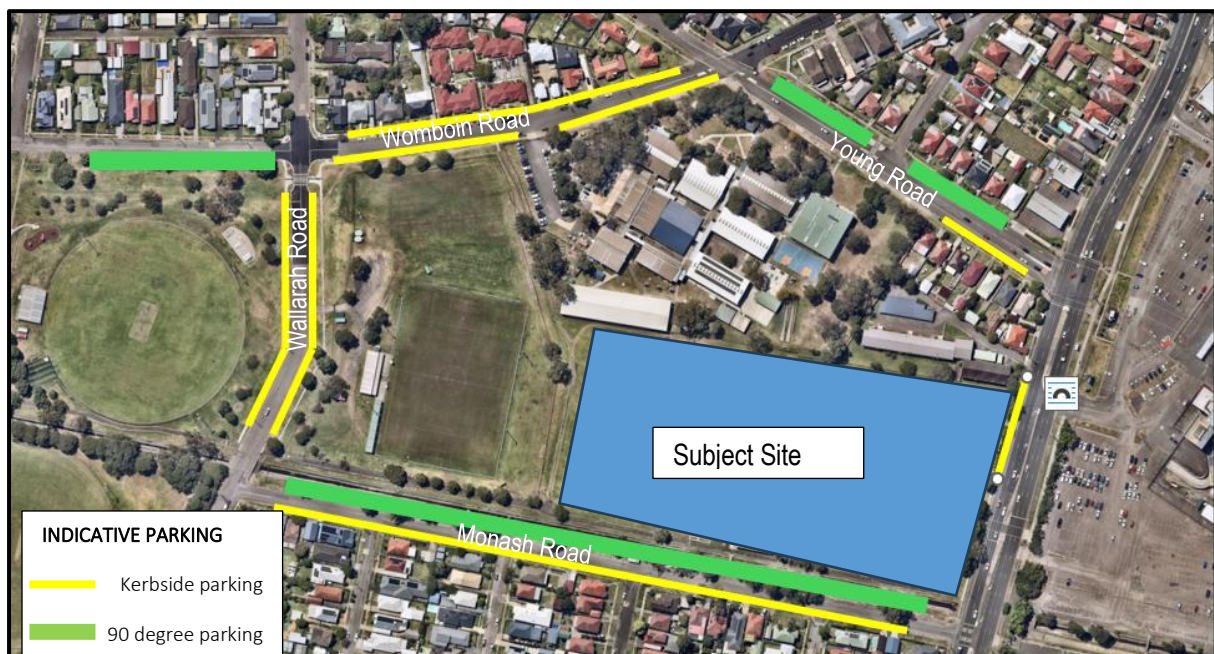 Womboin Road
Young Road
Wallarah Road
Subject Site
Monash Road
INDICATIVE PARKING
Kerbside parking
90 degree parking